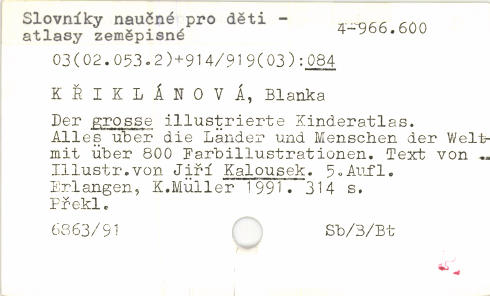 Slovníky naučné pro děti -
atlasy zeměpisné
4-966.600
03(02.053.2)+914/919(03):084
K Ř I K L Á N O V Á, Blanka
Der grosse illustrierte Kinderatlas.
Alles über die Länder und Menschen der Welt-
mit über 800 Farbillustrationen. Text von ...
Illustr.von Jiří Kalousek. 5.Aufl.
Erlangen, K.Müller 1991. 314 s.
Překl.
6863/91 Sb/B/Bt